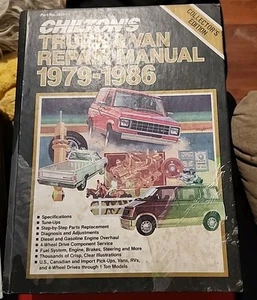 Part No.
COLLECTOR'S
EDITION
CHILTON'S
TRUCK & VAN
REPAIR MANUAL
1979-1986
• Specifications
• Tune-Ups
• Step-by-Step Parts Replacement
• Diagnosis and Adjustments
• Diesel and Gasoline Engine Overhaul
• 4-Wheel Drive Component Service
• Fuel System, Engine, Brakes, Steering and More
• Thousands of Crisp, Clear Illustrations
• U.S., Canadian and Import Pick-Ups, Vans, RVs,
and 4-Wheel Drives through 1 Ton Models